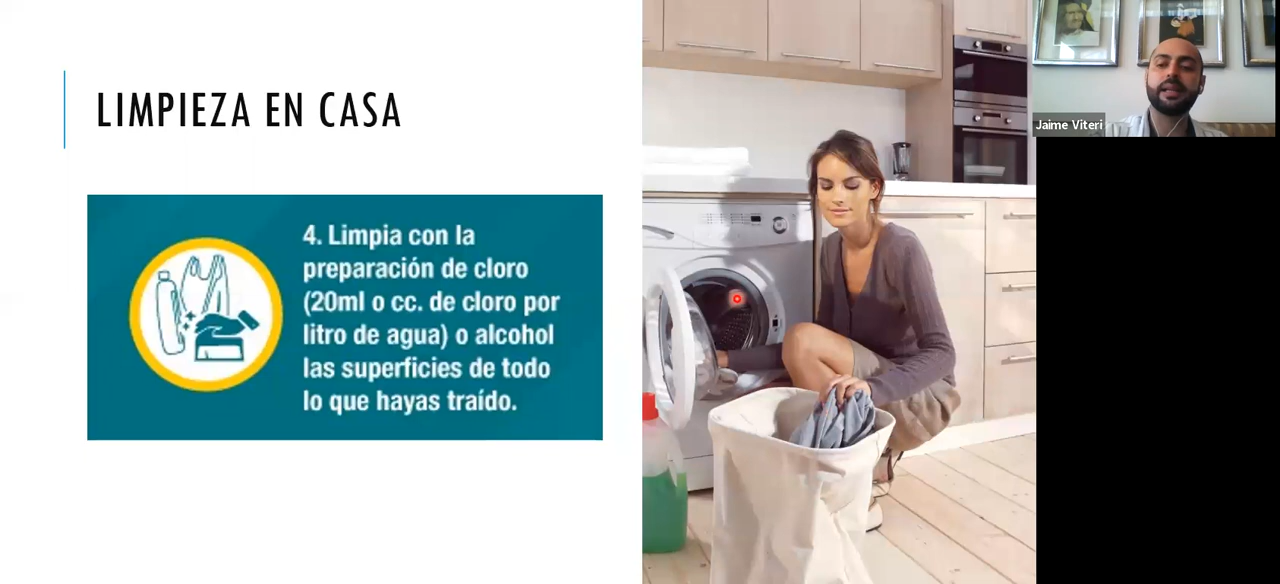 LIMPIEZA EN CASA
4. Limpia con la
preparación de cloro
(20ml o cc. de cloro por
litro de agua) o alcohol
las superficies de todo
lo que hayas traído.
Jaime Viteri